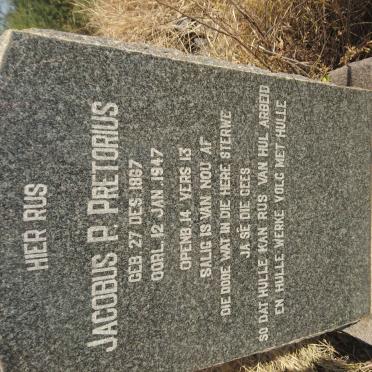 HIER RUS
JACOBUS P. PRETORIUS
GEB. 27 DES. 1867
OORL. 12 JAN. 1947
OPENB. 14 VERS 13
SALIG IS VAN NOU AF
DIE DODE WAT IN DIE HERE STERWE
JA SÊ DIE GEES
SO DAT HULLE KAN RUS VAN HUL ARBEID
EN HULLE WERKE VOLG MET HULLE